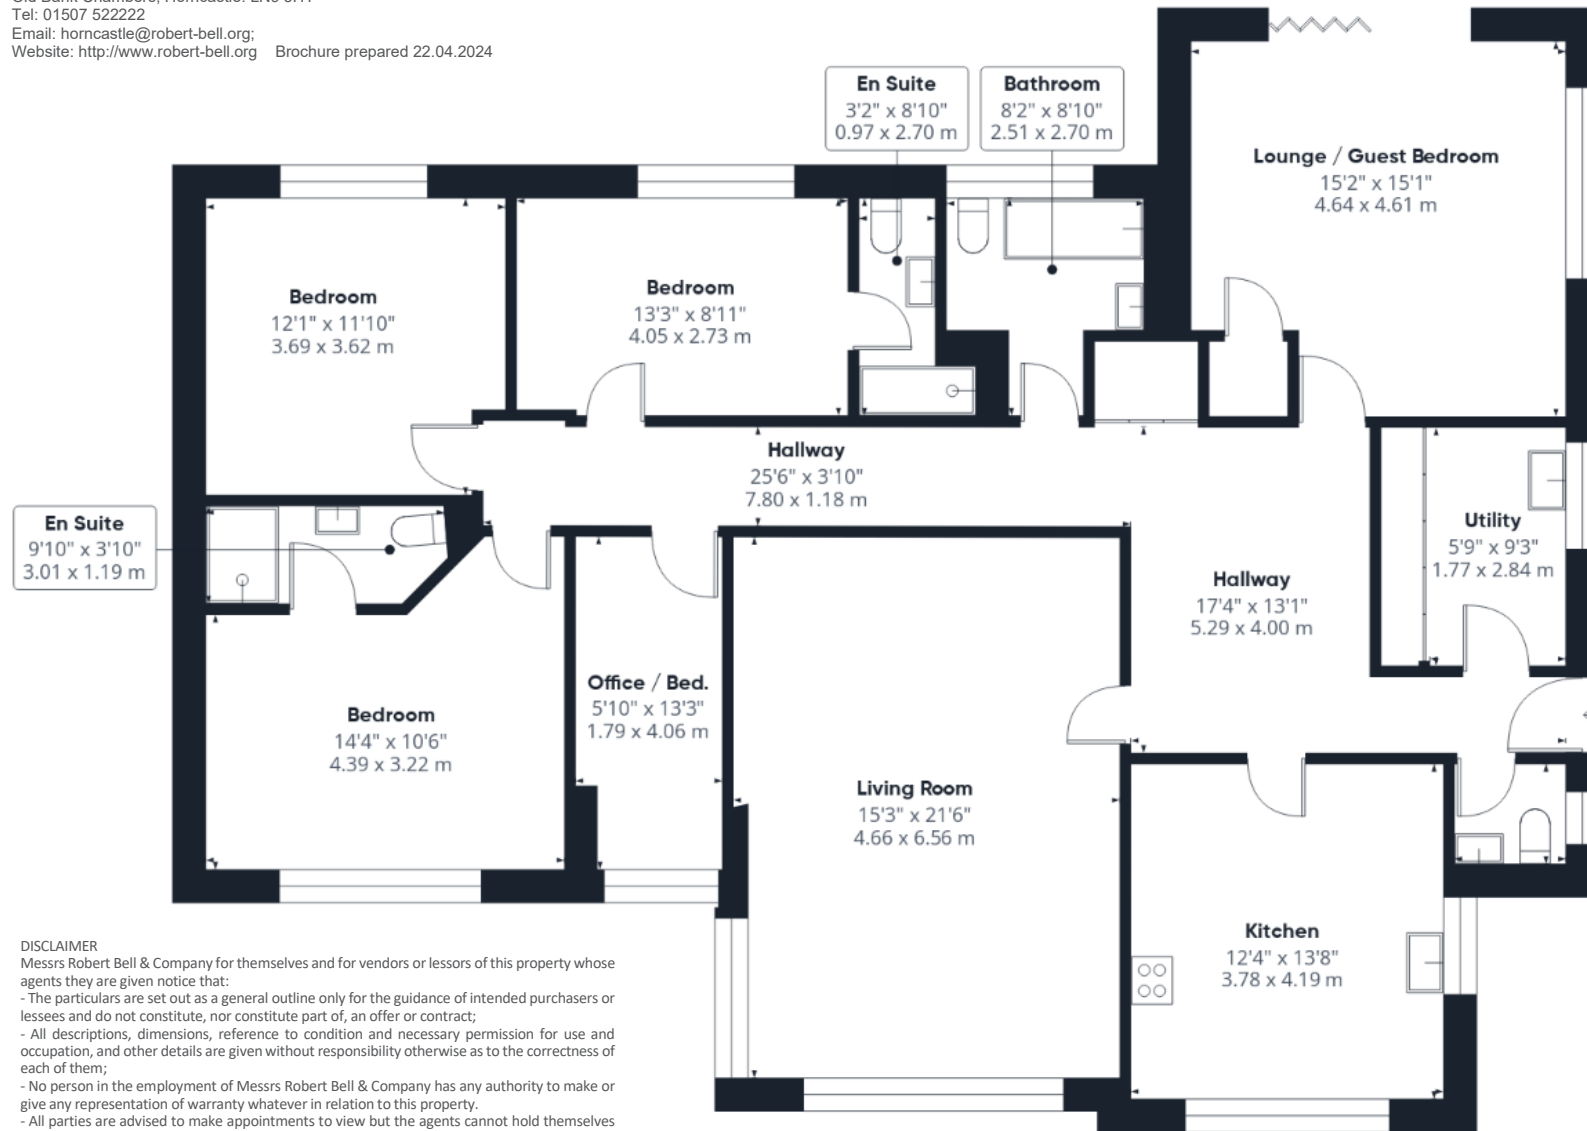 Tel: 01507 522222
Email: horncastle@robert-bell.org;
Website: http://www.robert-bell.org    Brochure prepared 22.04.2024
En Suite
3'2" x 8'10"
0.97 x 2.70 m
Bathroom
8'2" x 8'10"
2.51 x 2.70 m
Lounge / Guest Bedroom
15'2" x 15'1"
4.64 x 4.61 m
Bedroom
12'1" x 11'10"
3.69 x 3.62 m
Bedroom
13'3" x 8'11"
4.05 x 2.73 m
Hallway
25'6" x 3'10"
7.80 x 1.18 m
En Suite
9'10" x 3'10"
3.01 x 1.19 m
Utility
5'9" x 9'3"
1.77 x 2.84 m
Hallway
17'4" x 13'1"
5.29 x 4.00 m
Office / Bed.
5'10" x 13'3"
1.79 x 4.06 m
Bedroom
14'4" x 10'6"
4.39 x 3.22 m
Living Room
15'3" x 21'6"
4.66 x 6.56 m
Kitchen
12'4" x 13'8"
3.78 x 4.19 m
DISCLAIMER
Messrs Robert Bell & Company for themselves and for vendors or lessors of this property whose
agents they are given notice that:
- The particulars are set out as a general outline only for the guidance of intended purchasers or
lessees and do not constitute, nor constitute part of, an offer or contract;
- All descriptions, dimensions, reference to condition and necessary permission for use and
occupation, and other details are given without responsibility otherwise as to the correctness of
each of them;
- No person in the employment of Messrs Robert Bell & Company has any authority to make or
give any representation of warranty whatever in relation to this property.
- All parties are advised to make appointments to view but the agents cannot hold themselves